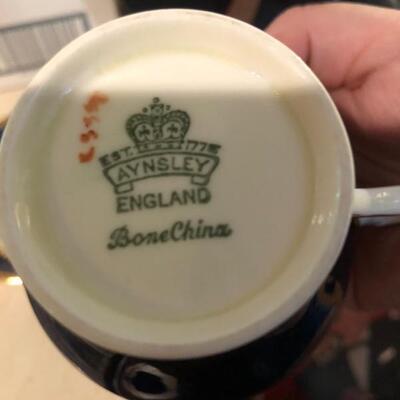 EST. 1775
AYNSLEY
ENGLAND
Bone China